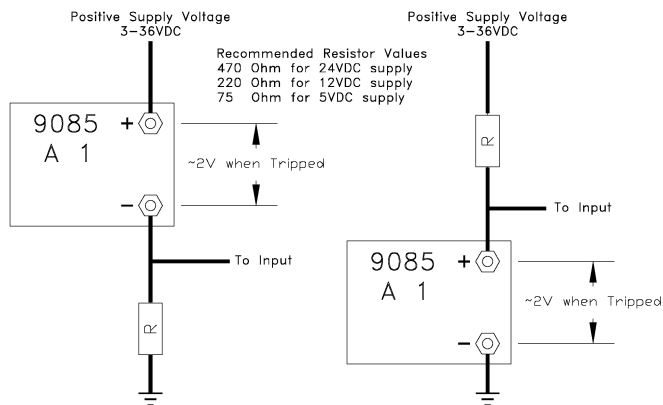 Positive Supply Voltage
3-36VDC
Recommended Resistor Values
470 Ohm for 24VDC supply
220 Ohm for 12VDC supply
75 Ohm for 5VDC supply
9085
A 1
+
-
~2V when Tripped
To Input
R
Positive Supply Voltage
3-36VDC
R
To Input
9085
A 1
+
-
~2V when Tripped